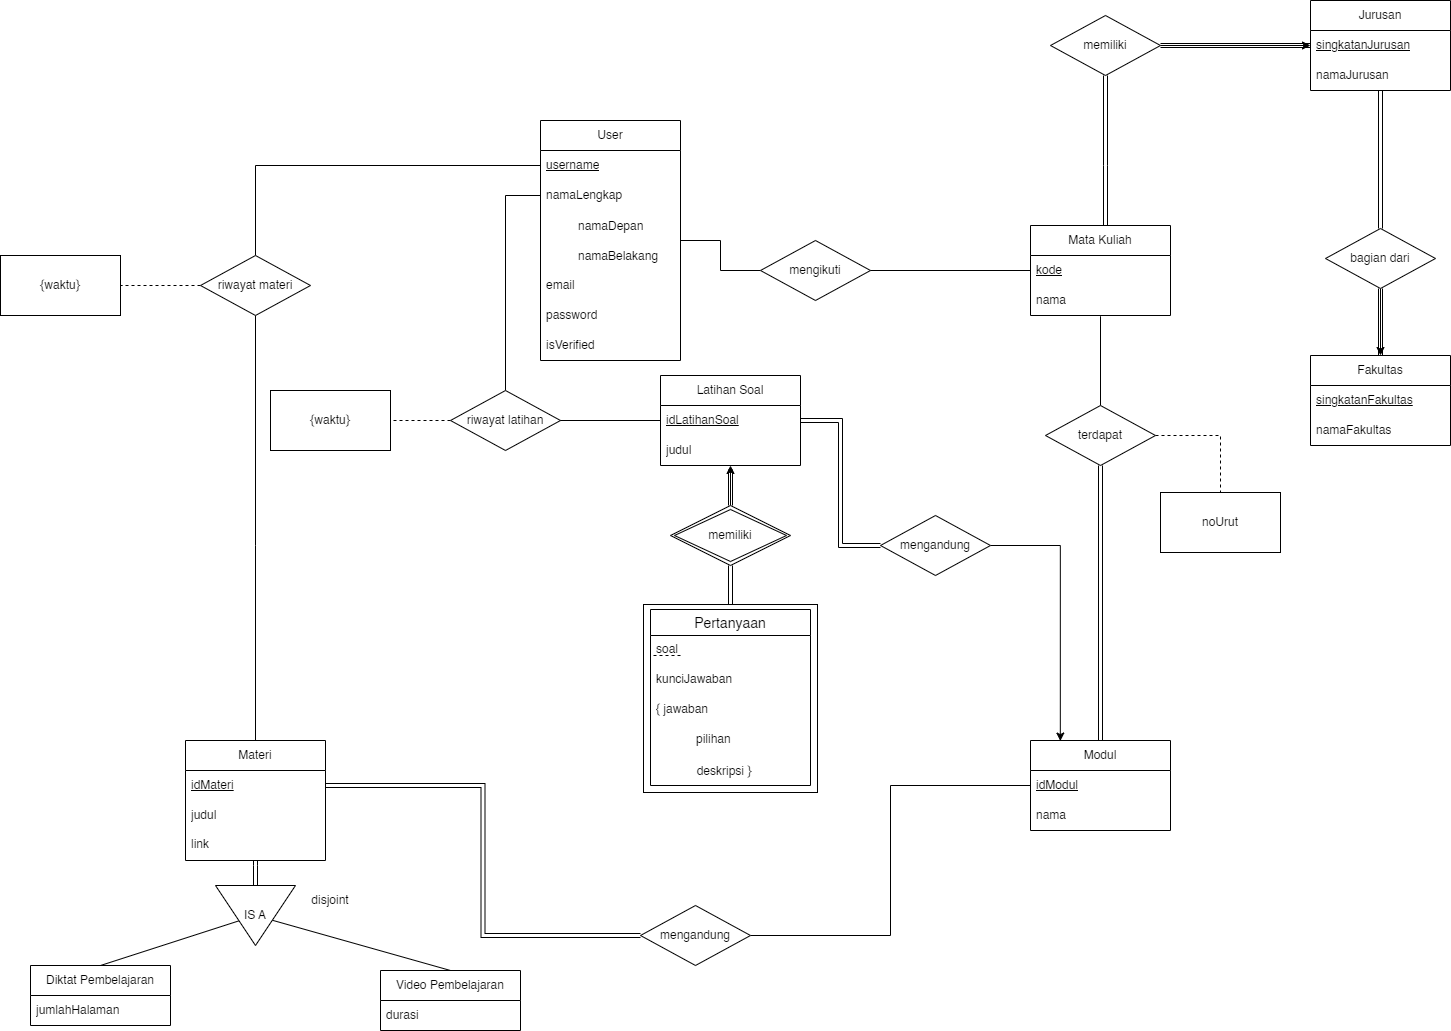 Jurusan
singkatanJurusan
namaJurusan
memiliki
User
username
namaLengkap
namaDepan
namaBelakang
email
password
isVerified
mengikuti
Mata Kuliah
kode
nama
bagian dari
{waktu}
riwayat materi
Fakultas
singkatanFakultas
namaFakultas
{waktu}
riwayat latihan
Latihan Soal
idLatihanSoal
judul
terdapat
noUrut
memiliki
mengandung
Pertanyaan
soal
kunciJawaban
{ jawaban
pilihan
deskripsi }
Materi
idMateri
judul
link
Modul
idModul
nama
IS A
disjoint
mengandung
Diktat Pembelajaran
jumlahHalaman
Video Pembelajaran
durasi